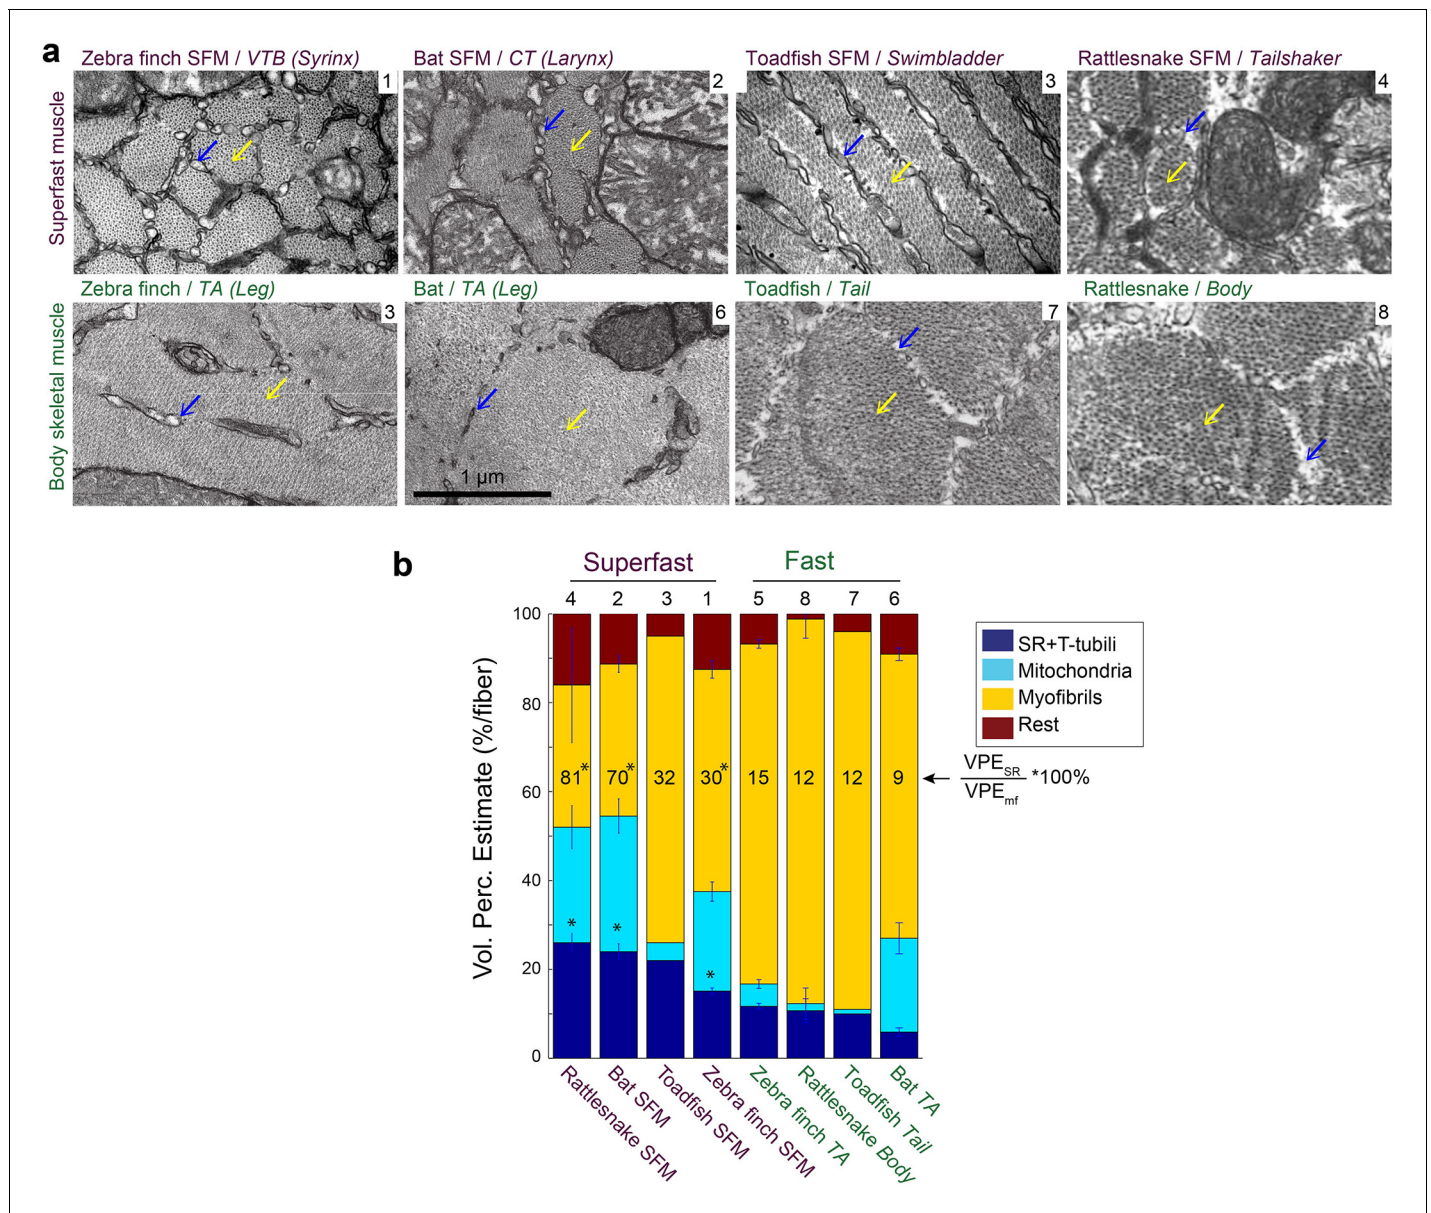 a
Zebra finch SFM / VTB (Syrinx)
Bat SFM / CT (Larynx)
Toadfish SFM / Swimbladder
Rattlesnake SFM / Tailshaker
Superfast muscle
1
2
3
4
Zebra finch / TA (Leg)
Bat / TA (Leg)
Toadfish / Tail
Rattlesnake / Body
Body skeletal muscle
3
6
7
8
1 µm
b
Superfast
Fast
4 2 3 1 5 8 7 6
Vol. Perc. Estimate (%/fiber)
100
80
60
40
20
0
81* 70* 32 30* 15 12 12 9
* * *
VPE_SR
VPE_mf
*100%
SR+T-tubili
Mitochondria
Myofibrils
Rest
Rattlesnake SFM
Bat SFM
Toadfish SFM
Zebra finch SFM
Zebra finch TA
Rattlesnake Body
Toadfish Tail
Bat TA